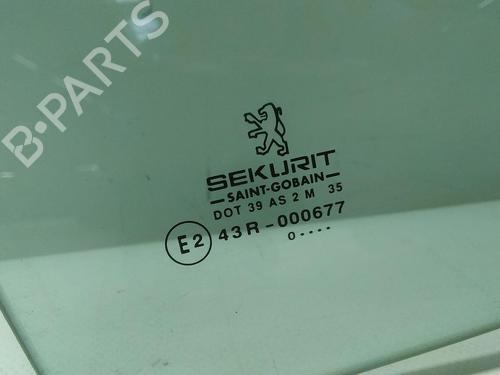 B-PARTS
SEKURIT
SAINT-GOBAIN
DOT 39 AS 2 M 35
E2 43R-000677
0----